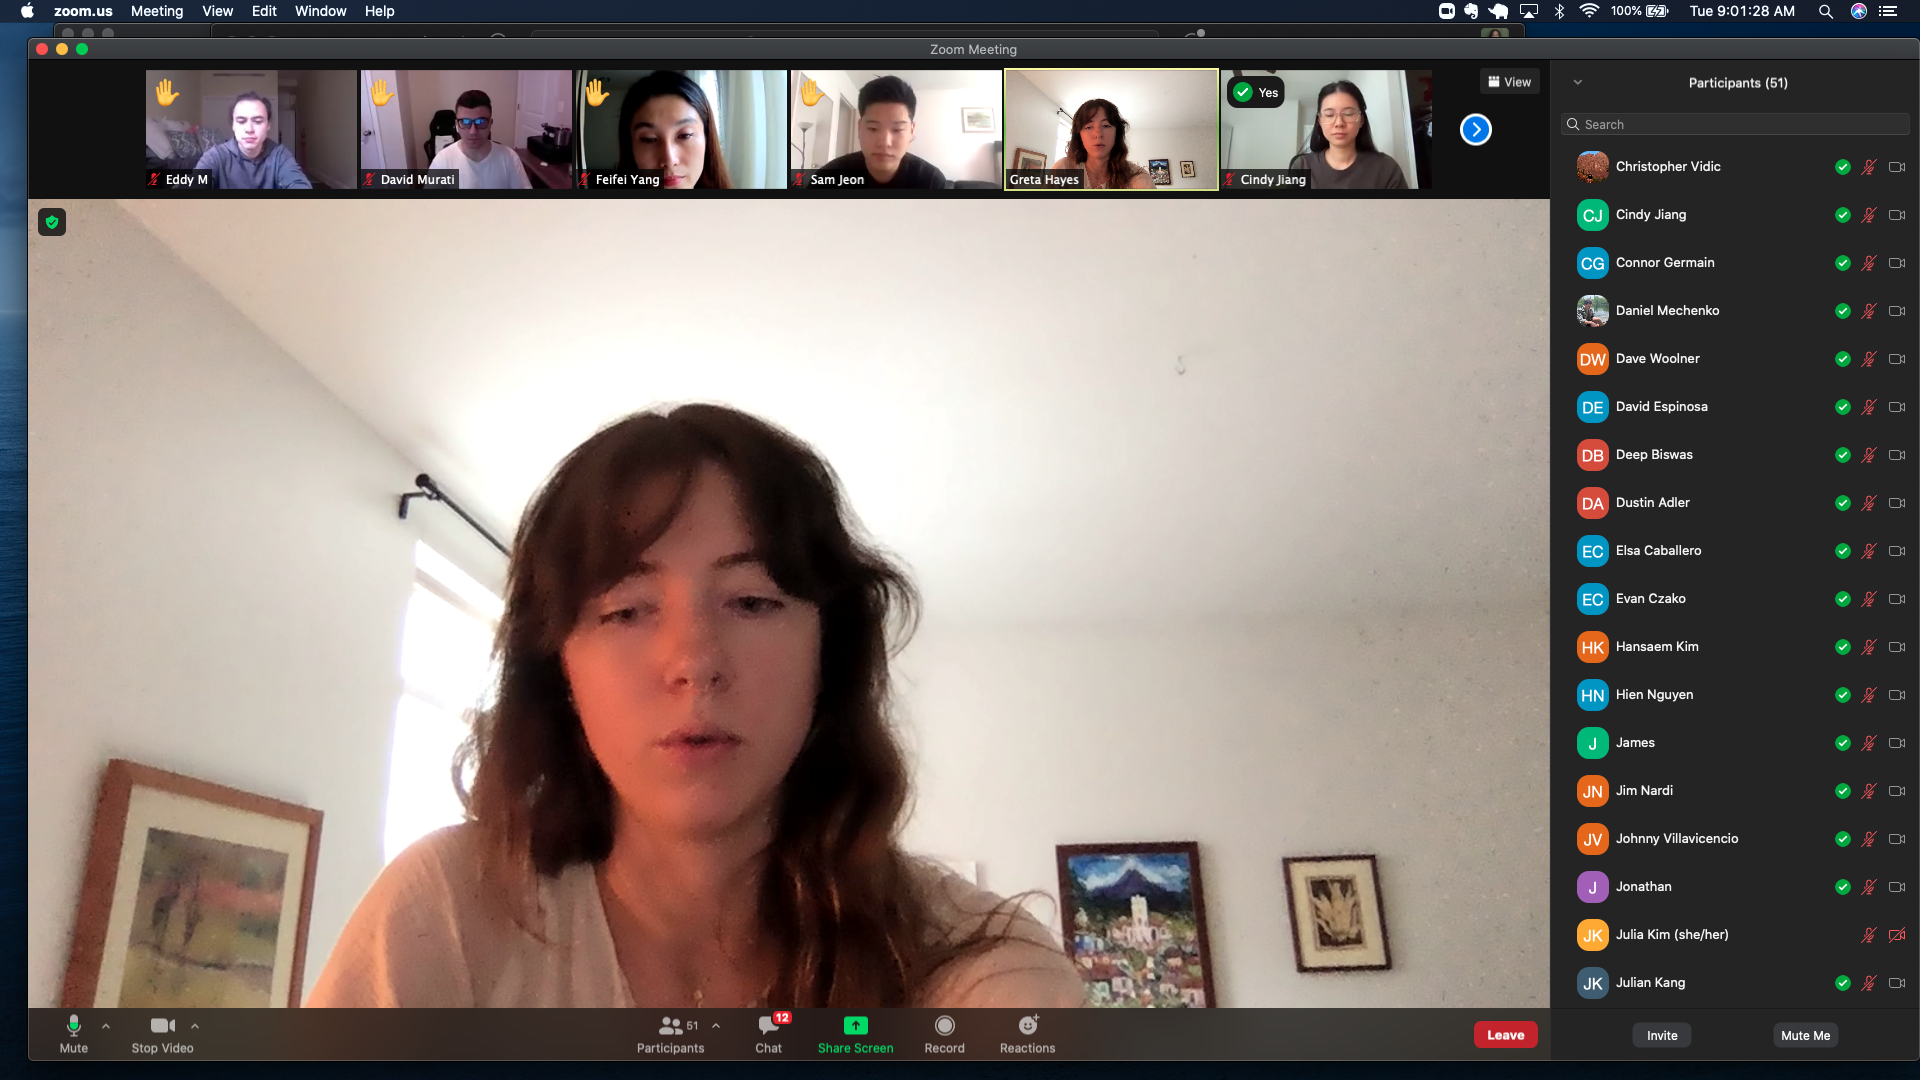 zoom.us Meeting View Edit Window Help 100% Tue 9:01:28 AM
Zoom Meeting
Eddy M
David Murati
Feifei Yang
Sam Jeon
Greta Hayes
Yes
Cindy Jiang
View
Participants (51)
Search
Christopher Vidic
CJ Cindy Jiang
CG Connor Germain
Daniel Mechenko
DW Dave Woolner
DE David Espinosa
DB Deep Biswas
DA Dustin Adler
EC Elsa Caballero
EC Evan Czako
HK Hansaem Kim
HN Hien Nguyen
J James
JN Jim Nardi
JV Johnny Villavicencio
J Jonathan
JK Julia Kim (she/her)
JK Julian Kang
Mute
Stop Video
51
Participants
12
Chat
Share Screen
Record
Reactions
Leave
Invite
Mute Me